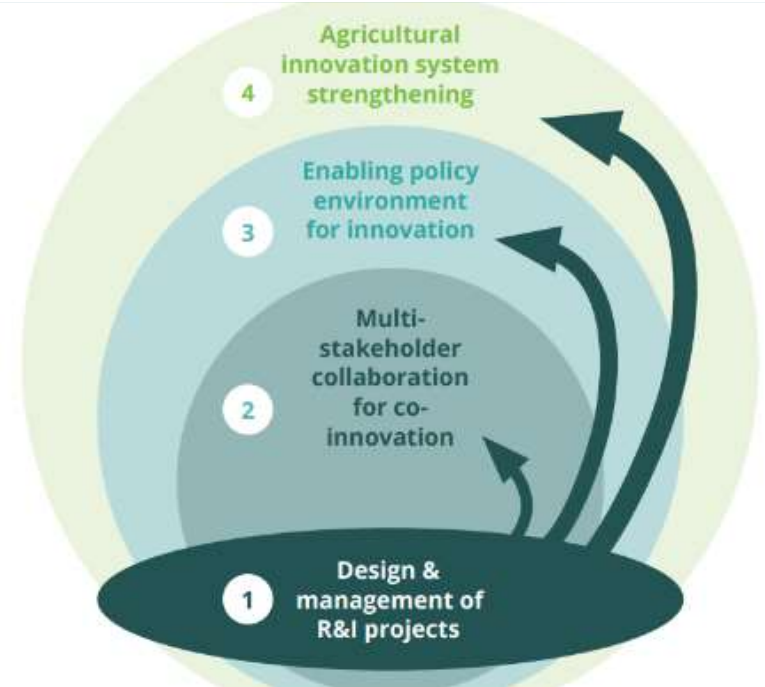 Agricultural
innovation system
strengthening
4
Enabling policy
environment
for innovation
3
Multi-
stakeholder
collaboration
for co-
innovation
2
Design &
management of
R&I projects
1